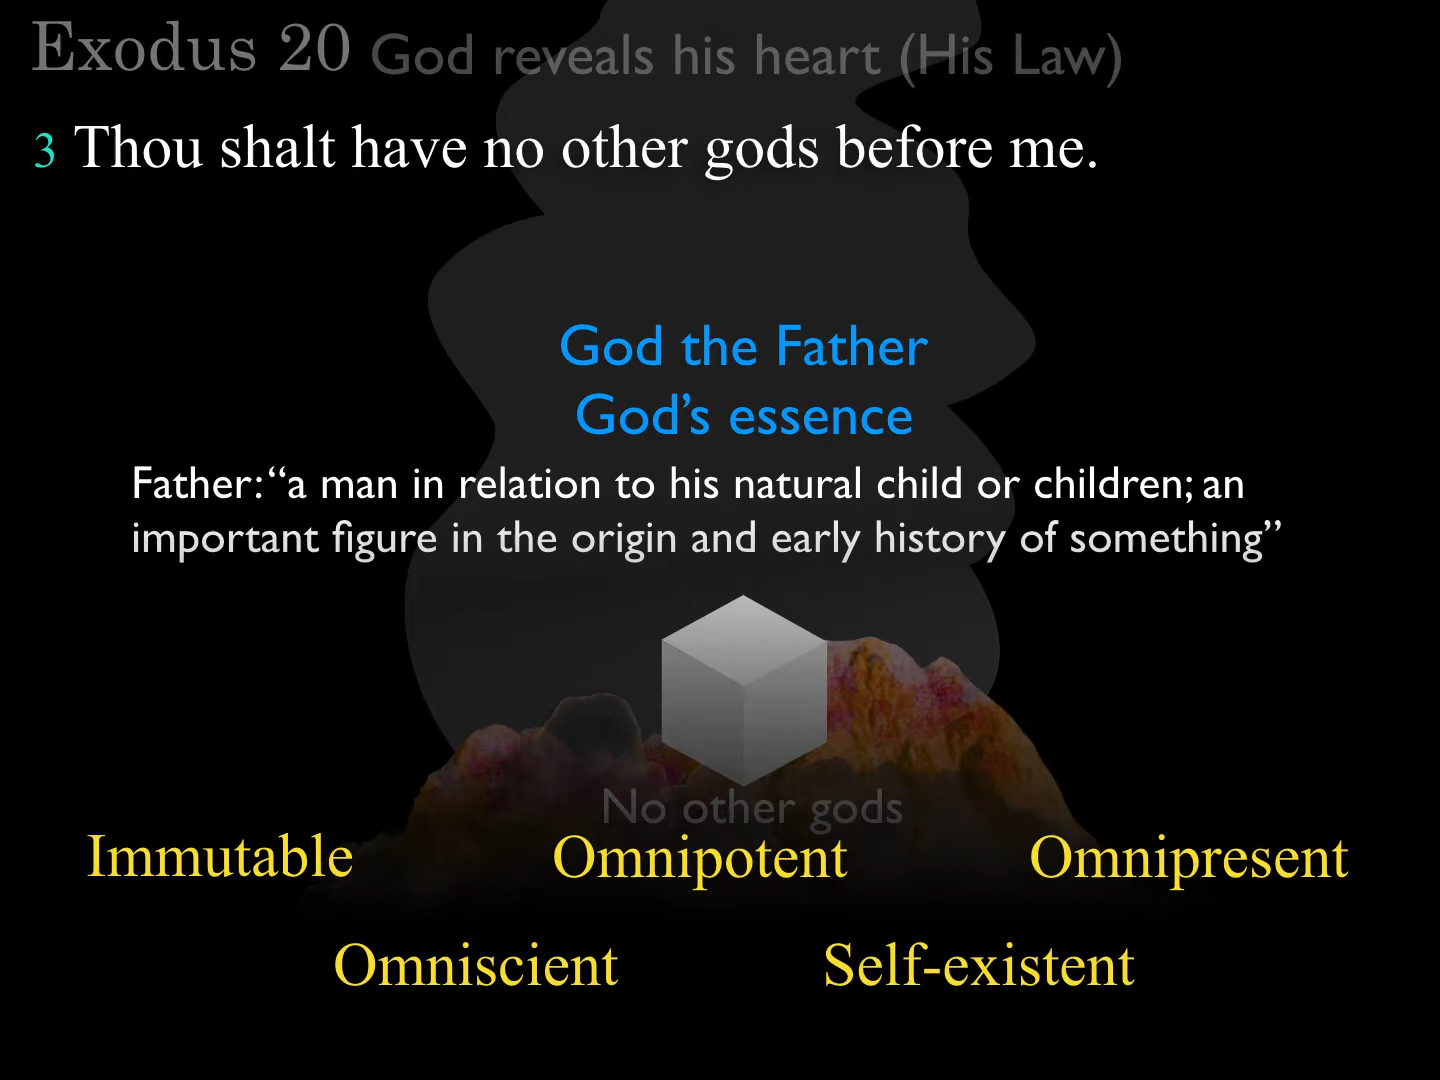 Exodus 20 God reveals his heart (His Law)
3 Thou shalt have no other gods before me.
God the Father
God’s essence
Father: “a man in relation to his natural child or children; an
important figure in the origin and early history of something”
No other gods
Immutable Omnipotent Omnipresent
Omniscient Self-existent